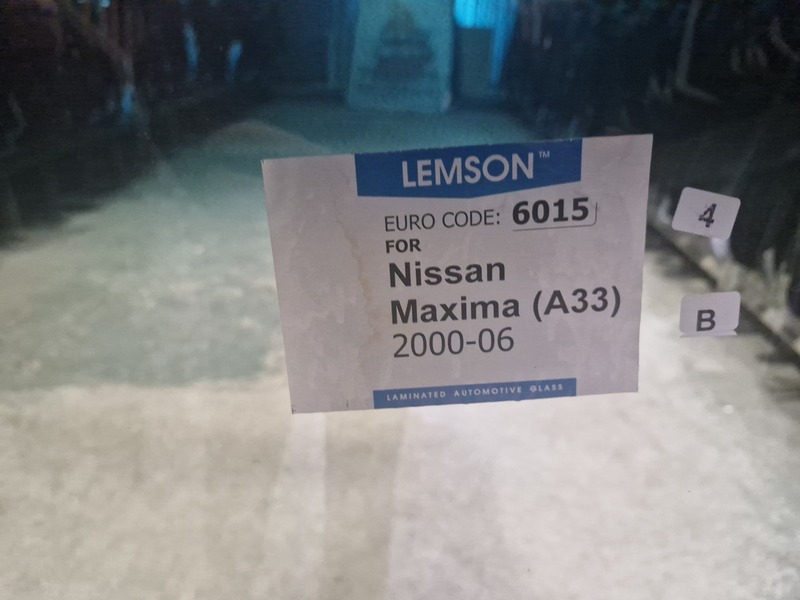 LEMSON™
EURO CODE: 6015
FOR
Nissan
Maxima (A33)
2000-06
LAMINATED AUTOMOTIVE GLASS
4
B